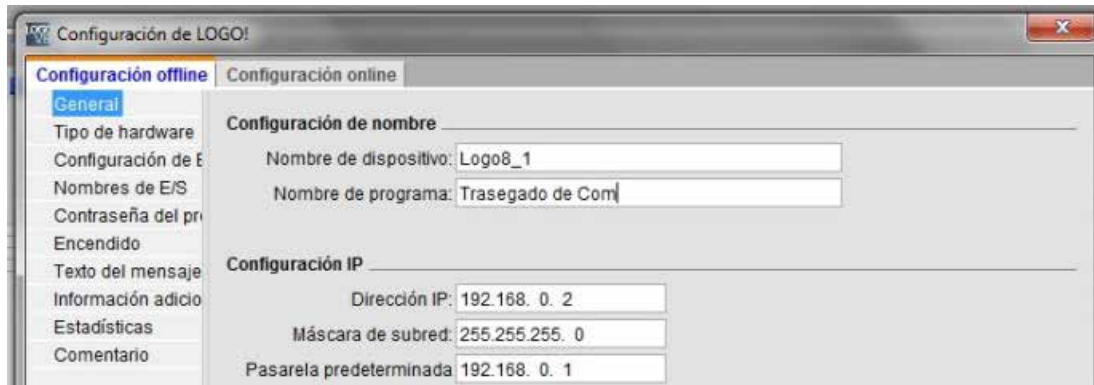 Configuración de LOGO!
Configuración offline
Configuración online
General
Tipo de hardware
Configuración de E
Nombres de E/S
Contraseña del pr
Encendido
Texto del mensaje
Información adicio
Estadísticas
Comentario
Configuración de nombre
Nombre de dispositivo: Logo8_1
Nombre de programa: Trasegado de Com
Configuración IP
Dirección IP: 192.168. 0. 2
Máscara de subred: 255.255.255. 0
Pasarela predeterminada 192.168. 0. 1